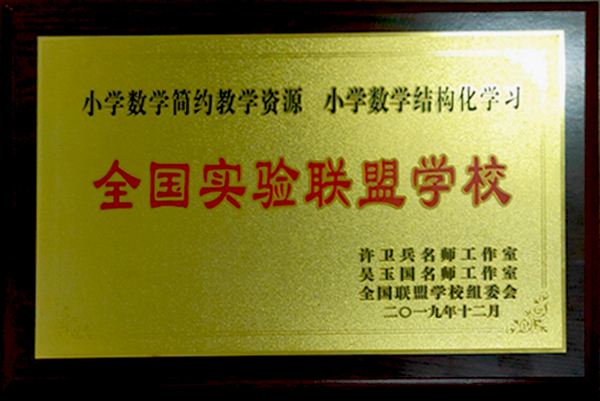 小学数学简约教学资源 小学数学结构化学习
全国实验联盟学校
许卫兵名师工作室
吴玉国名师工作室
全国联盟学校组委会
二〇一九年十二月